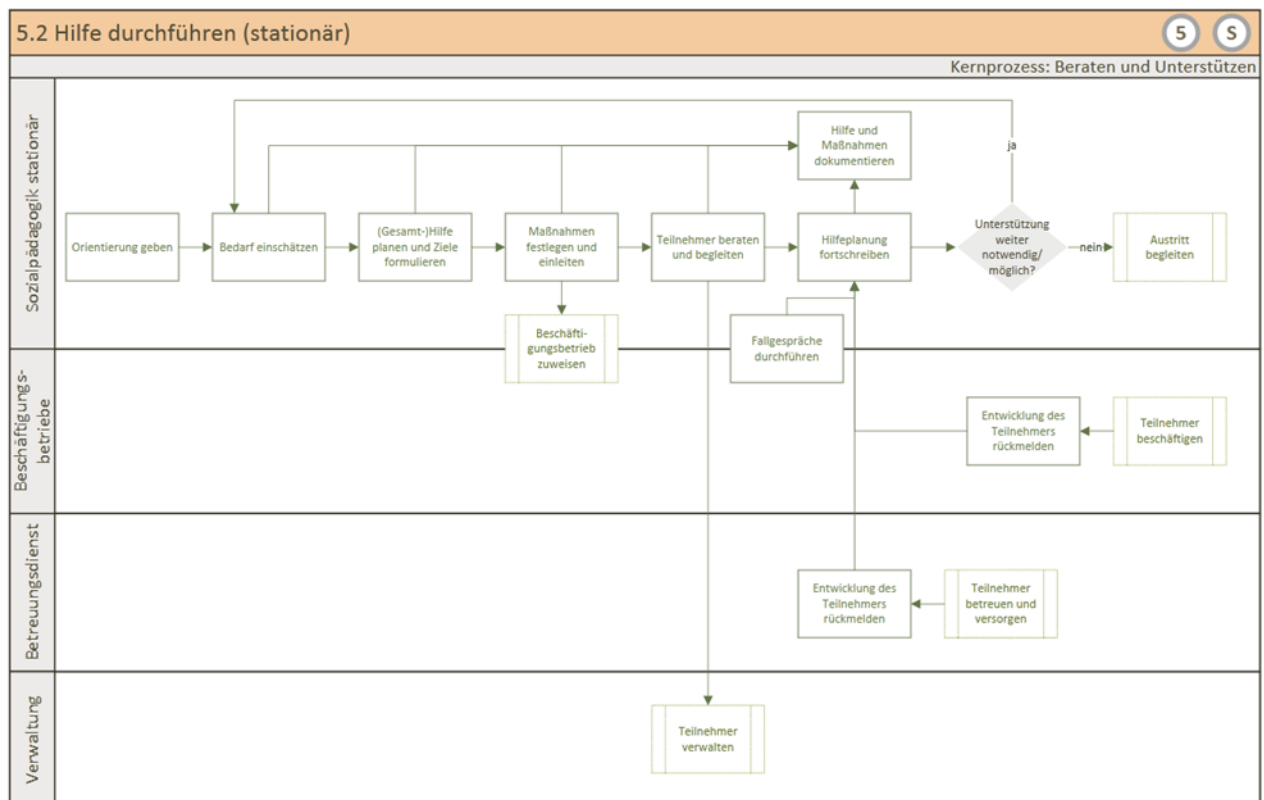 5.2 Hilfe durchführen (stationär)
5
S
Kernprozess: Beraten und Unterstützen
Sozialpädagogik stationär
Hilfe und
Maßnahmen
dokumentieren
ja
Orientierung geben
Bedarf einschätzen
(Gesamt-)Hilfe
planen und Ziele
formulieren
Maßnahmen
festlegen und
einleiten
Teilnehmer beraten
und begleiten
Hilfeplanung
fortschreiben
Unterstützung
weiter
notwendig/
möglich?
nein
Austritt
begleiten
Beschäfti-
gungsbetrieb
zuweisen
Fallgespräche
durchführen
Beschäftigungs-
betriebe
Entwicklung des
Teilnehmers
rückmelden
Teilnehmer
beschäftigen
Betreuungsdienst
Entwicklung des
Teilnehmers
rückmelden
Teilnehmer
betreuen und
versorgen
Verwaltung
Teilnehmer
verwalten